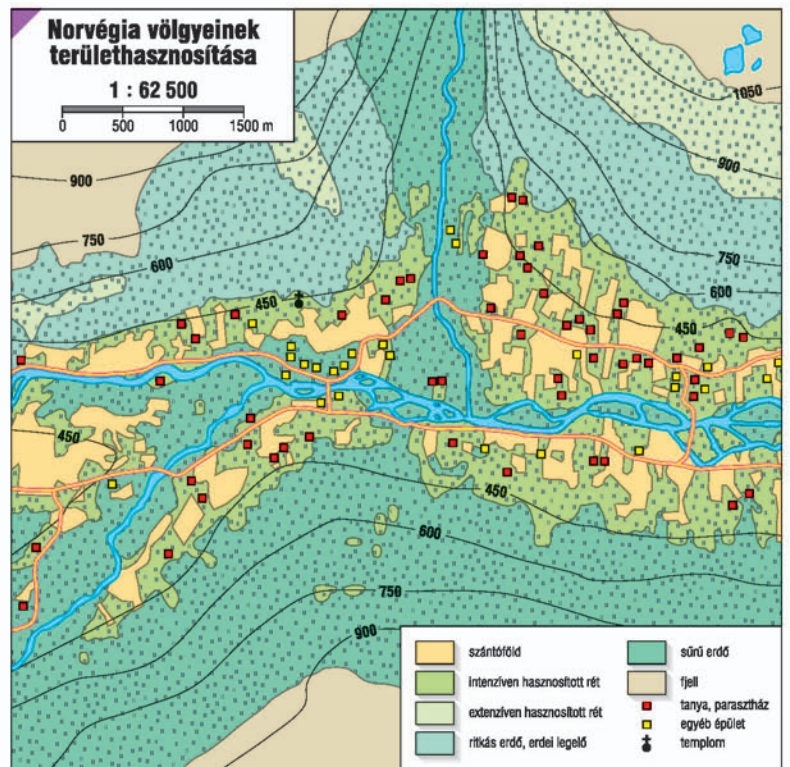 Norvégia völgyeinek
területhasznosítása
1 : 62 500
0 500 1000 1500 m
1050
900
900
750
750
600
600
450
450
450
450
600
750
900
szántóföld
intenzíven hasznosított rét
extenzíven hasznosított rét
ritkás erdő, erdei legelő
sűrű erdő
fjell
tanya, parasztház
egyéb épület
templom